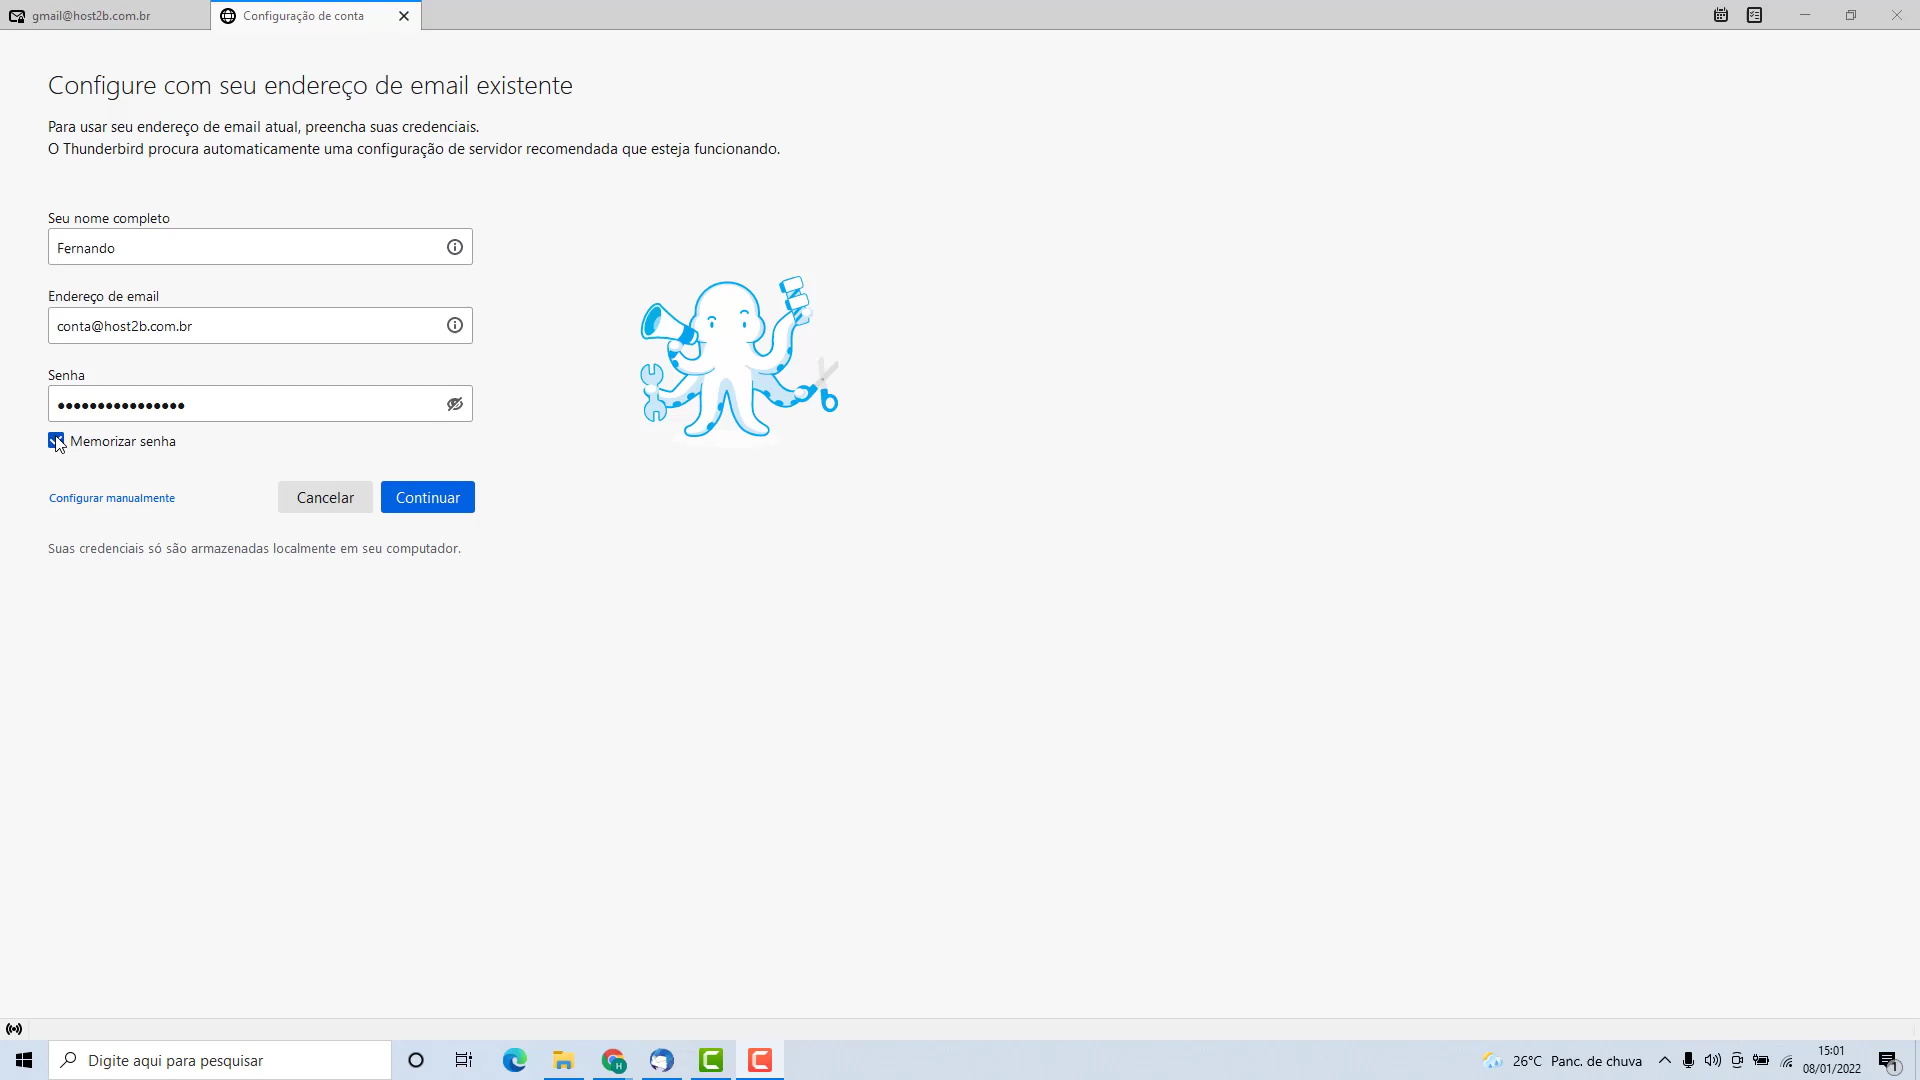 gmail@host2b.com.br
Configuração de conta
Configure com seu endereço de email existente
Para usar seu endereço de email atual, preencha suas credenciais.
O Thunderbird procura automaticamente uma configuração de servidor recomendada que esteja funcionando.
Seu nome completo
Fernando
Endereço de email
conta@host2b.com.br
Senha
••••••••••••••••
Memorizar senha
Configurar manualmente
Cancelar
Continuar
Suas credenciais só são armazenadas localmente em seu computador.
Digite aqui para pesquisar
H
26°C Panc. de chuva
15:01
08/01/2022
1